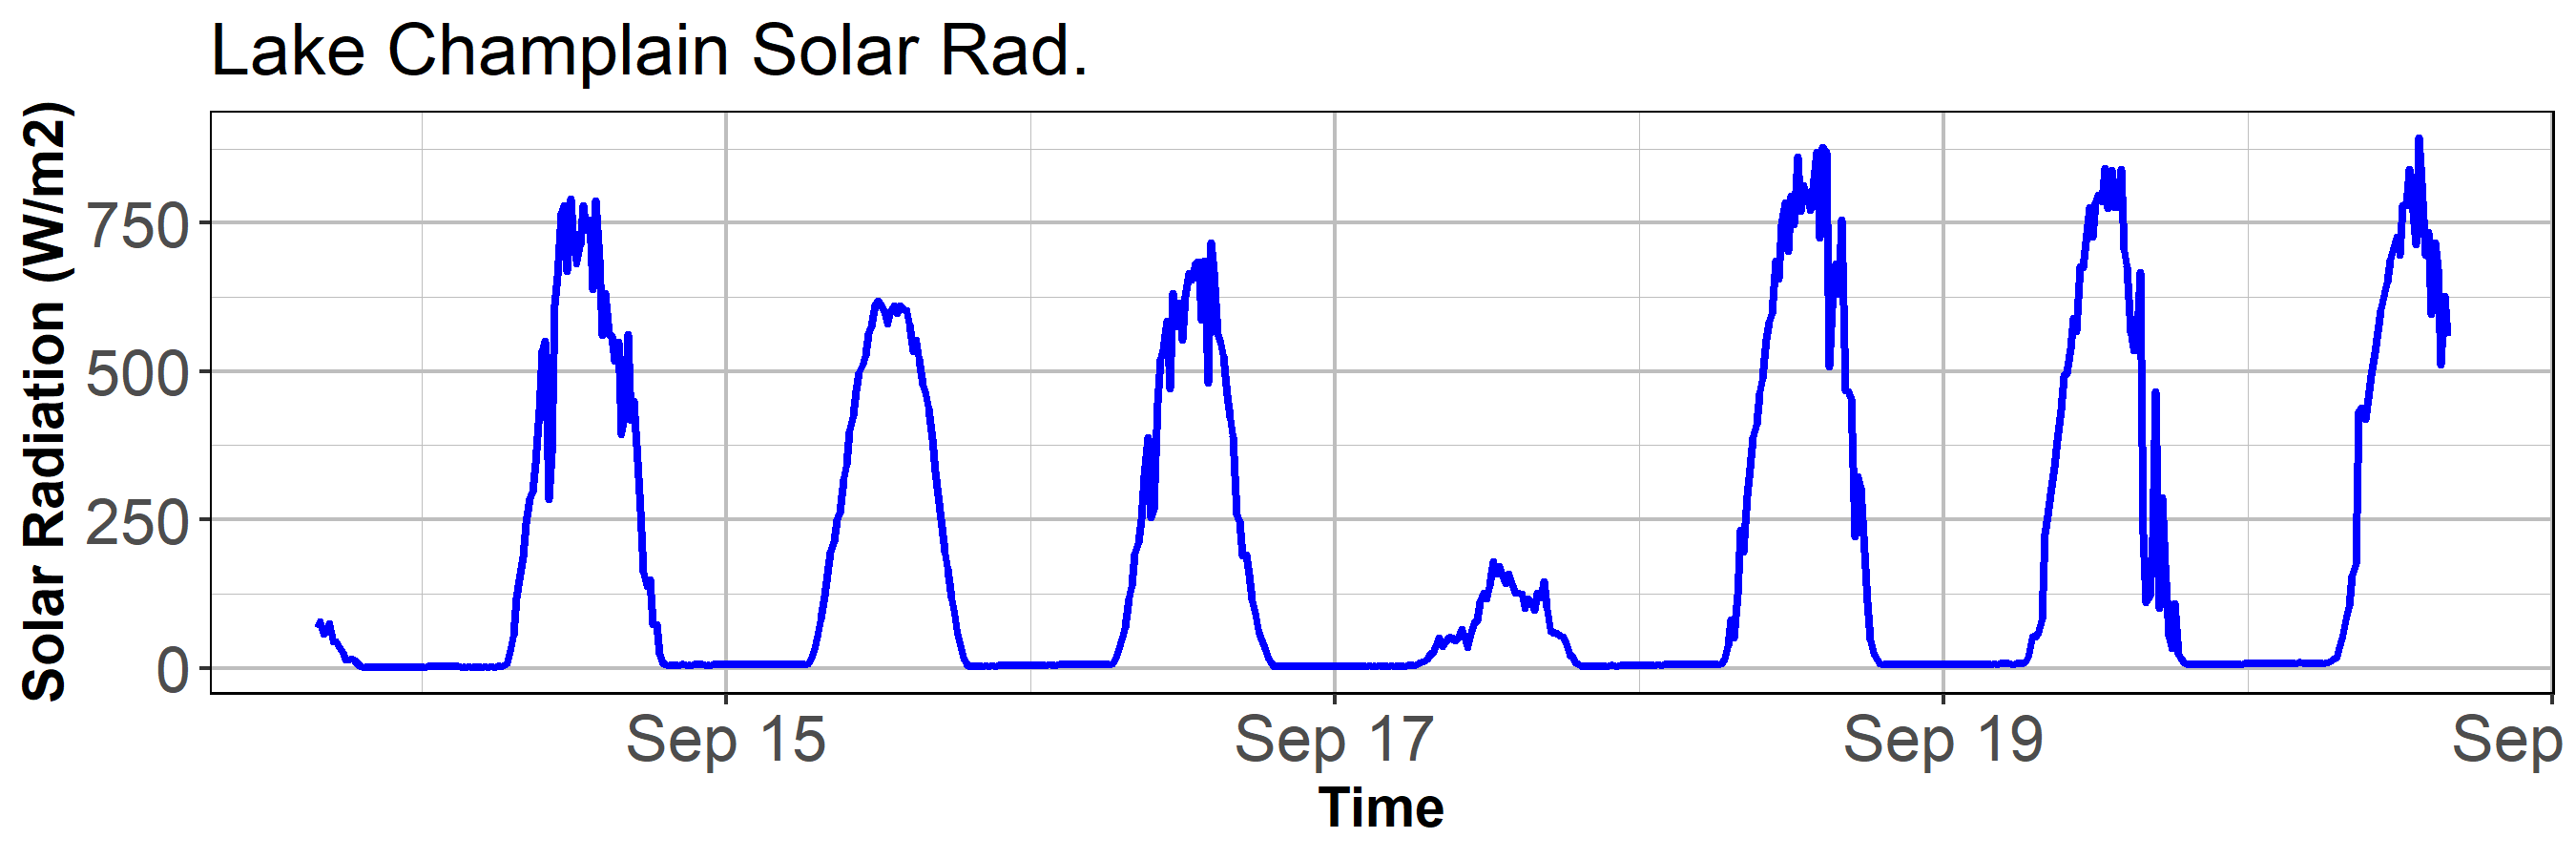 Lake Champlain Solar Rad.
Solar Radiation (W/m2)
750
500
250
0
Sep 15 Sep 17 Sep 19 Sep
Time